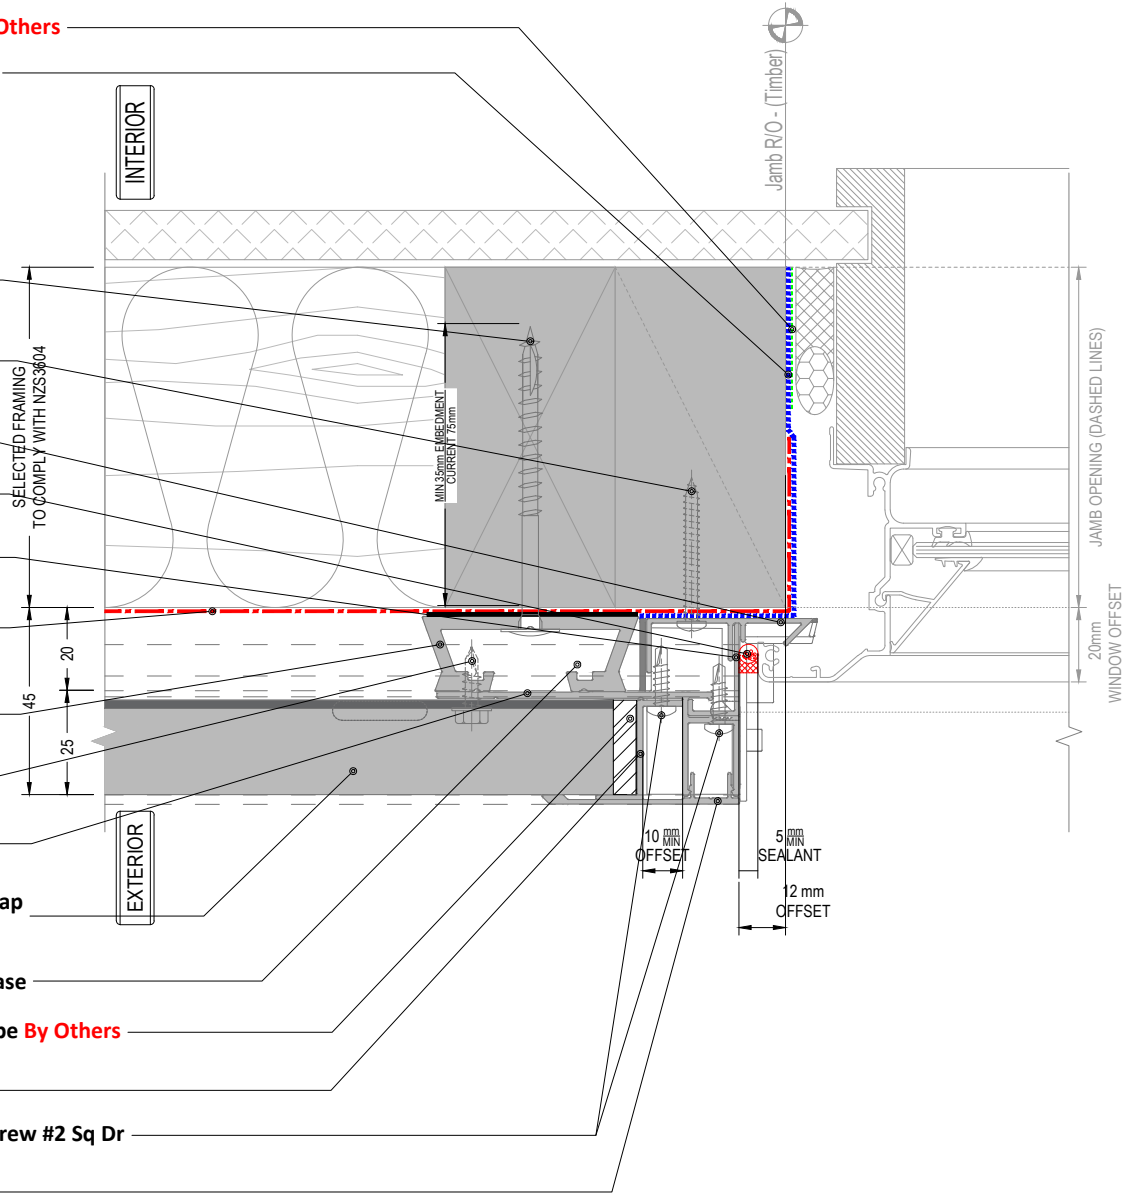 Others
Jamb R/O - (Timber)
INTERIOR
SELECTED FRAMING
TO COMPLY WITH NZS3604
MIN 35mm EMBEDMENT
CURRENT 75mm
JAMB OPENING (DASHED LINES)
20mm
WINDOW OFFSET
20
45
25
EXTERIOR
10 mm MIN
OFFSET
5 mm MIN
SEALANT
12 mm
OFFSET
ap
ase
pe By Others
rew #2 Sq Dr